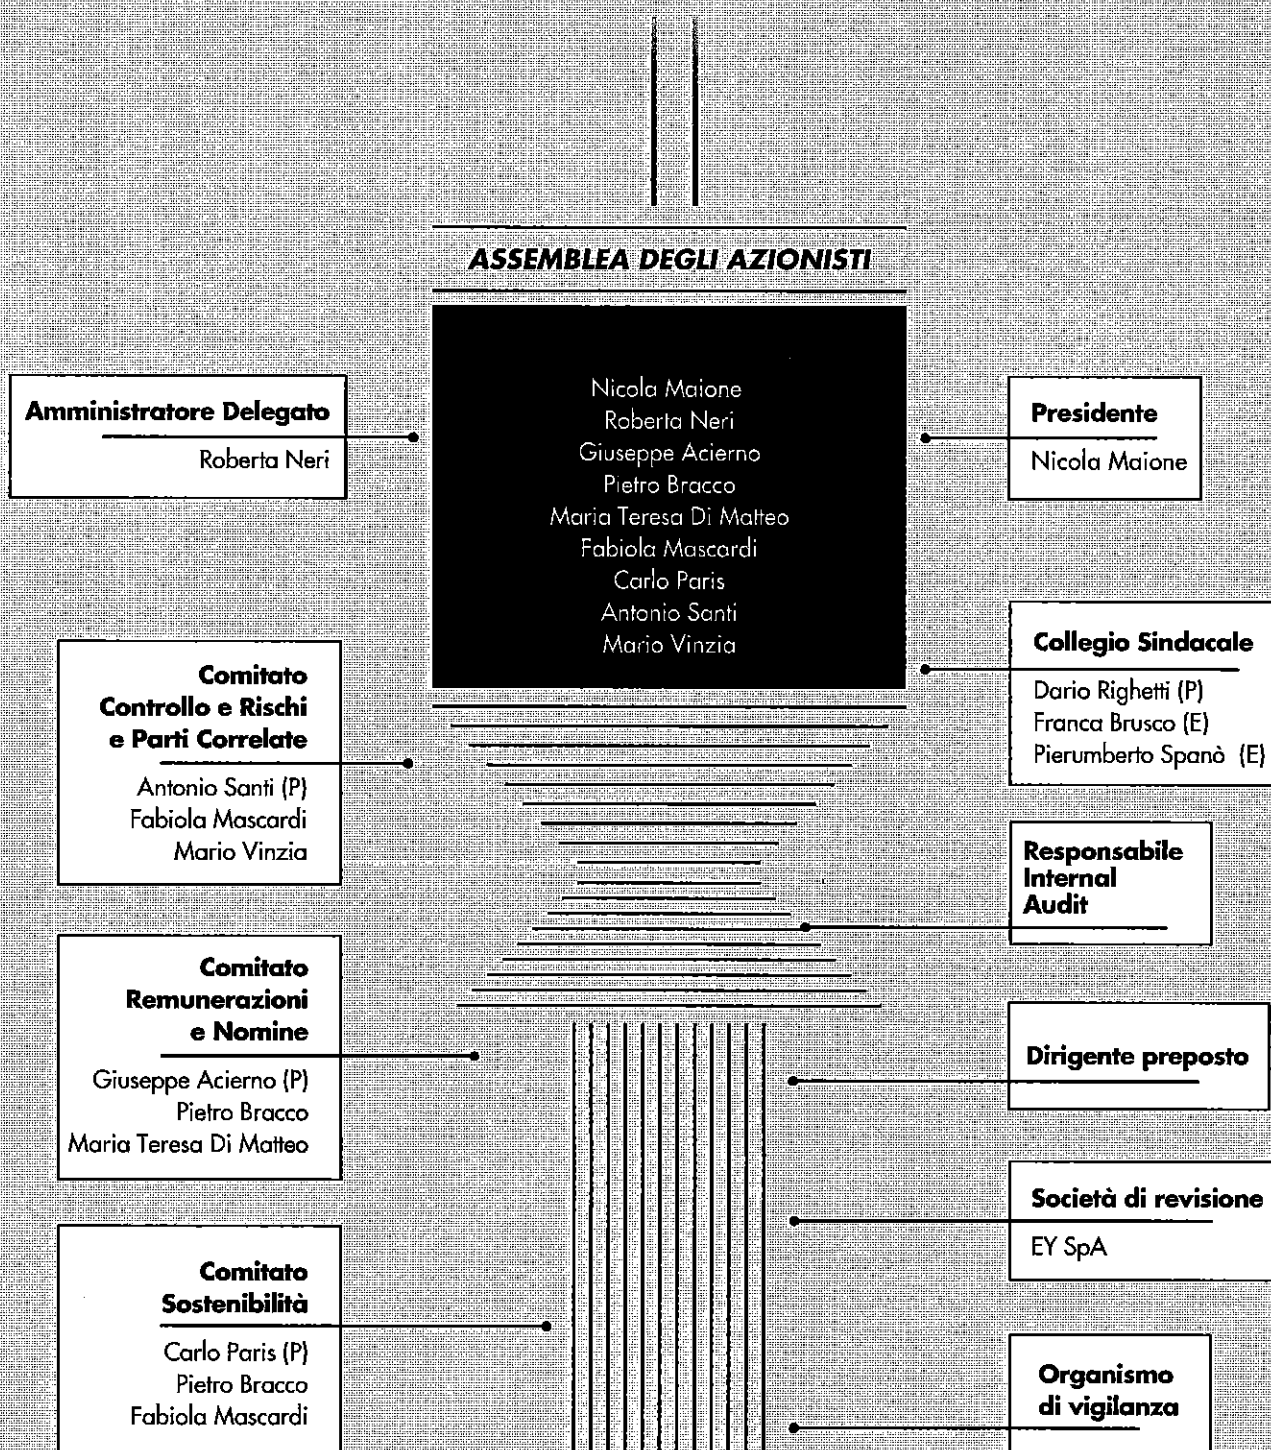 ASSEMBLEA DEGLI AZIONISTI
Nicola Maione
Roberta Neri
Giuseppe Acierno
Pietro Bracco
Maria Teresa Di Matteo
Fabiola Mascardi
Carlo Paris
Antonio Santi
Mario Vinzia
Amministratore Delegato
Roberta Neri
Comitato
Controllo e Rischi
e Parti Correlate
Antonio Santi (P)
Fabiola Mascardi
Mario Vinzia
Comitato
Remunerazioni
e Nomine
Giuseppe Acierno (P)
Pietro Bracco
Maria Teresa Di Matteo
Comitato
Sostenibilità
Carlo Paris (P)
Pietro Bracco
Fabiola Mascardi
Presidente
Nicola Maione
Collegio Sindacale
Dario Righetti (P)
Franca Brusco (E)
Pierumberto Spanò (E)
Responsabile
Internal
Audit
Dirigente preposto
Società di revisione
EY SpA
Organismo
di vigilanza